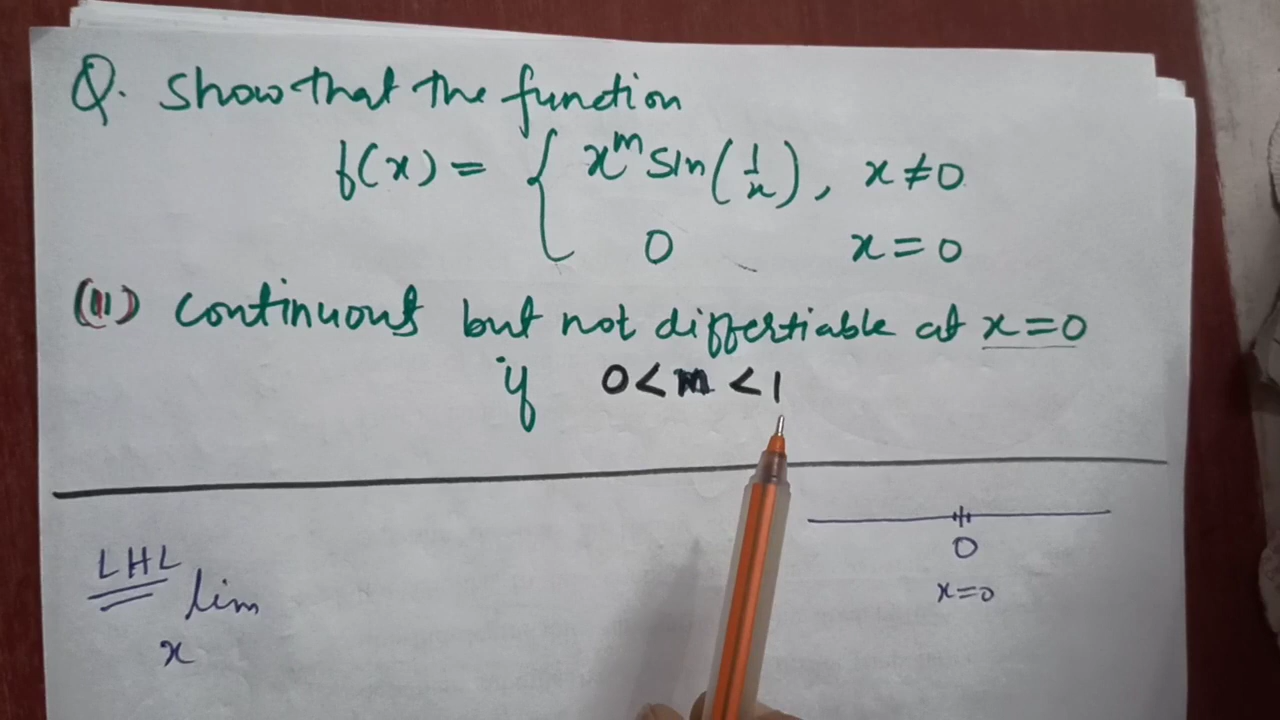 Q. Show that the function
f(x) = { x^m sin(1/x), x ≠ 0
0 x = 0
(II) continuous but not differtiable at x = 0
if 0 < m < 1
LHL lim
x
0
x=0